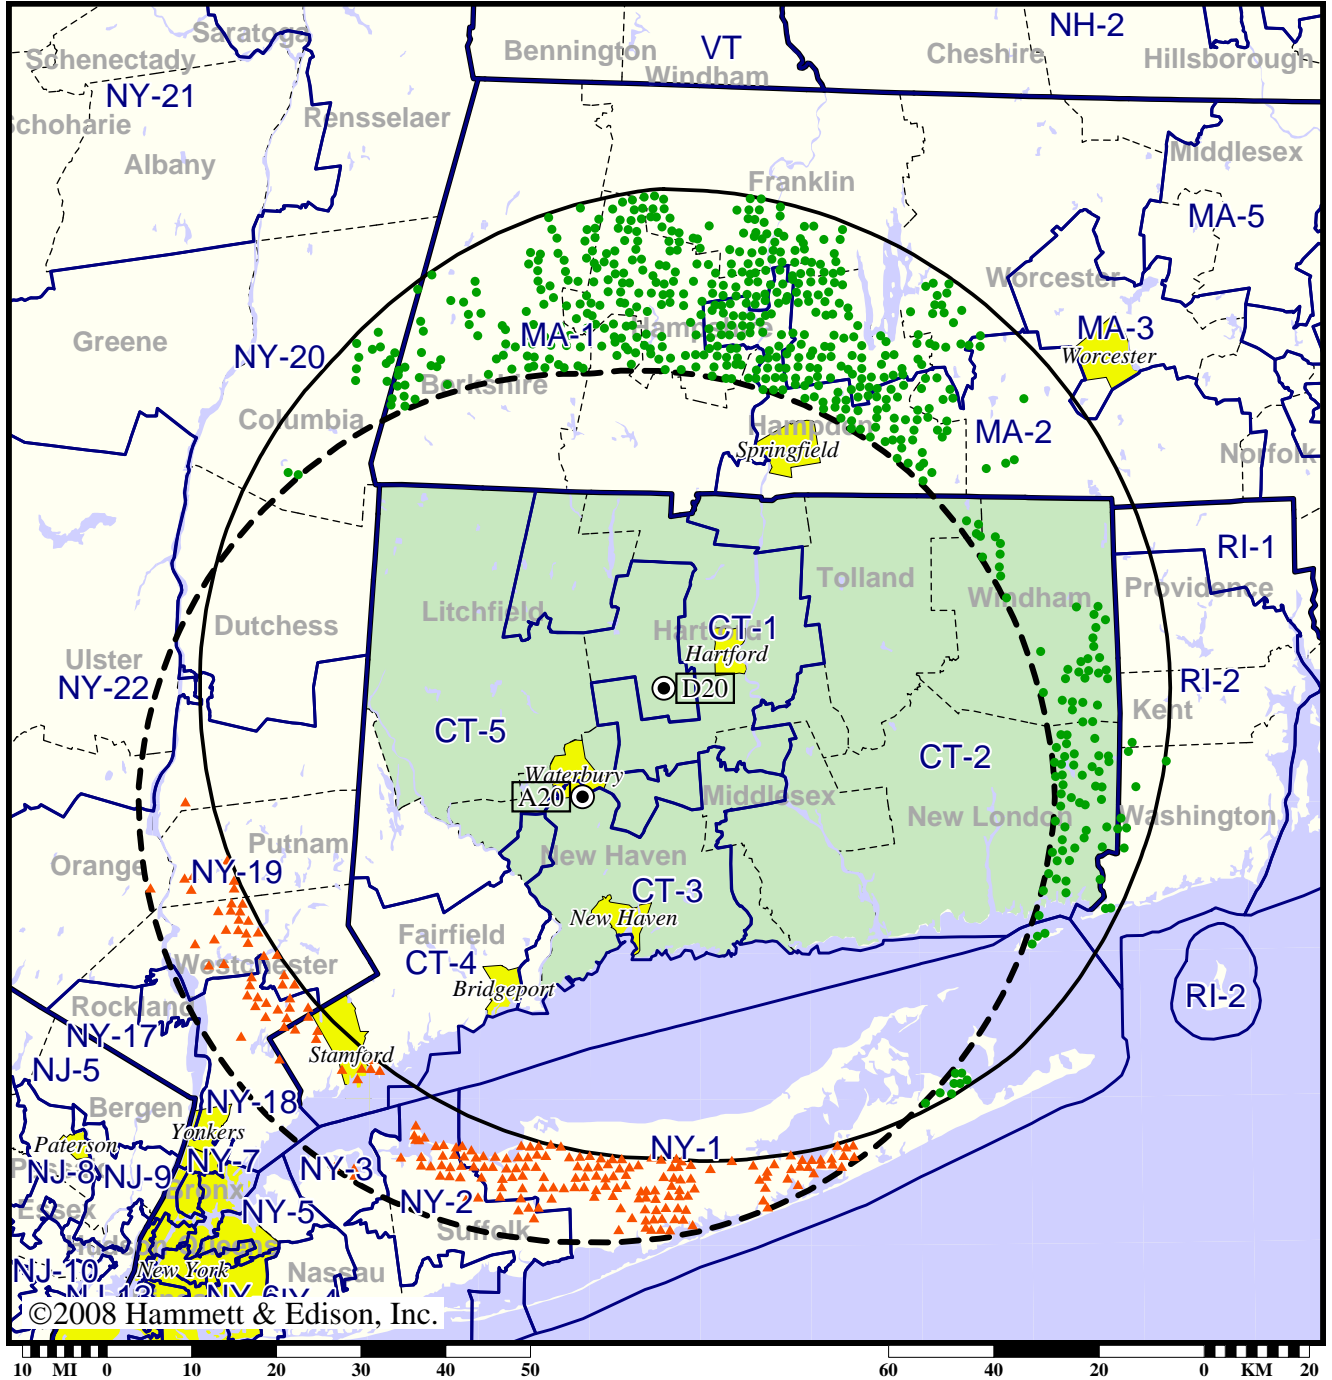 Saratoga
Schenectady
NY-21
Schoharie
Rensselaer
Albany
Bennington
VT
Windham
NH-2
Cheshire
Hillsborough
Middlesex
Franklin
MA-5
Worcester
MA-3
Worcester
Greene
NY-20
MA-1
Hampshire
Berkshire
Columbia
Hampden
Springfield
MA-2
Norfolk
RI-1
Providence
Tolland
Windham
Litchfield
Hartford
CT-1
Hartford
Dutchess
Ulster
NY-22
D20
RI-2
Kent
CT-5
CT-2
Waterbury
A20
Middlesex
New London
Washington
Putnam
Orange
NY-19
New Haven
CT-3
New Haven
Fairfield
CT-4
Westchester
Bridgeport
RI-2
Rockland
NY-17
NJ-5
Stamford
Bergen
NY-18
Yonkers
Paterson
NJ-8
NJ-9
NY-7
Bronx
NY-3
NY-1
Essex
NY-5
NY-2
Suffolk
Hudson
Queens
NJ-10
New York
Nassau
NJ-13
NY-6
©2008 Hammett & Edison, Inc.
10 MI 0 10 20 30 40 50 60 40 20 0 KM 20